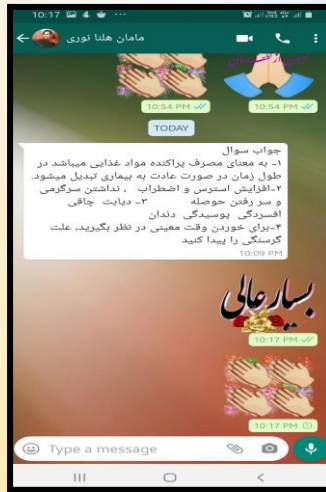 10:17
مامان هلنا نوری
10:54 PM
10:54 PM
TODAY
جواب سوال
۱- به معنای مصرف پراکنده مواد غذایی میباشد در
طول زمان در صورت عادت به بیماری تبدیل میشود.
۲-افزایش استرس و اضطراب ، نداشتن سرگرمی
و سر رفتن حوصله ۳- دیابت چاقی
افسردگی پوسیدگی دندان
۴-برای خوردن وقت معینی در نظر بگیرید، علت
گرسنگی را پیدا کنید
10:09 PM
بسیار عالی
10:17 PM
10:17 PM
Type a message